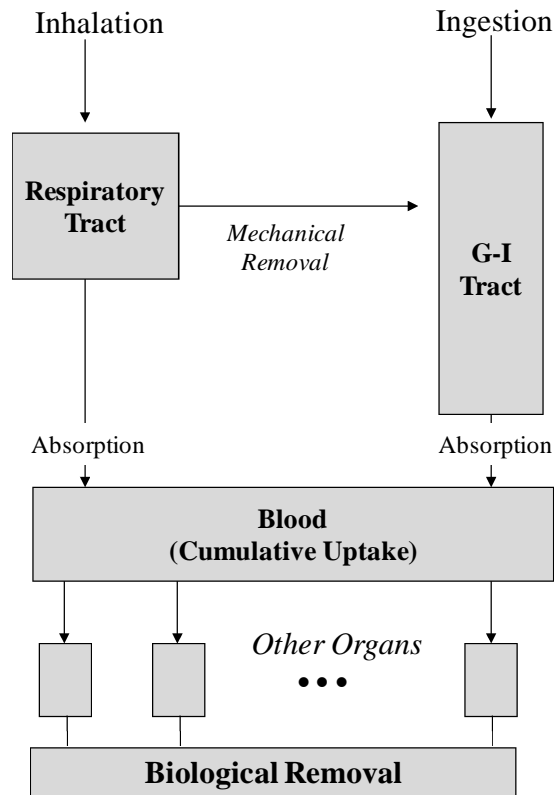 Inhalation
Ingestion
Respiratory
Tract
Mechanical
Removal
G-I
Tract
Absorption
Absorption
Blood
(Cumulative Uptake)
Other Organs
•••
Biological Removal